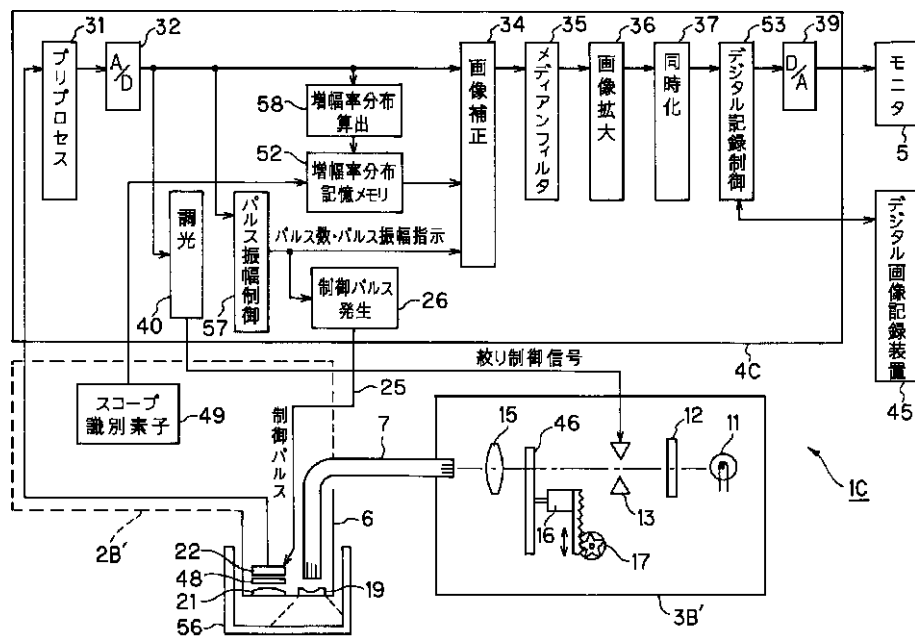 31
プリプロセス
32
A/D
58
増幅率分布
算出
52
増幅率分布
記憶メモリ
34
画像補正
35
メディアンフィルタ
36
画像拡大
37
同時化
53
デジタル記録制御
39
D/A
モニタ
5
調光
40
パルス振幅制御
57
パルス数・パルス振幅指示
制御パルス
発生
26
4C
デジタル画像記録装置
45
絞り制御信号
スコープ
識別素子
49
制御パルス
25
7
15
46
12
11
13
16
17
1C
3B'
2B'
6
22
48
21
19
56